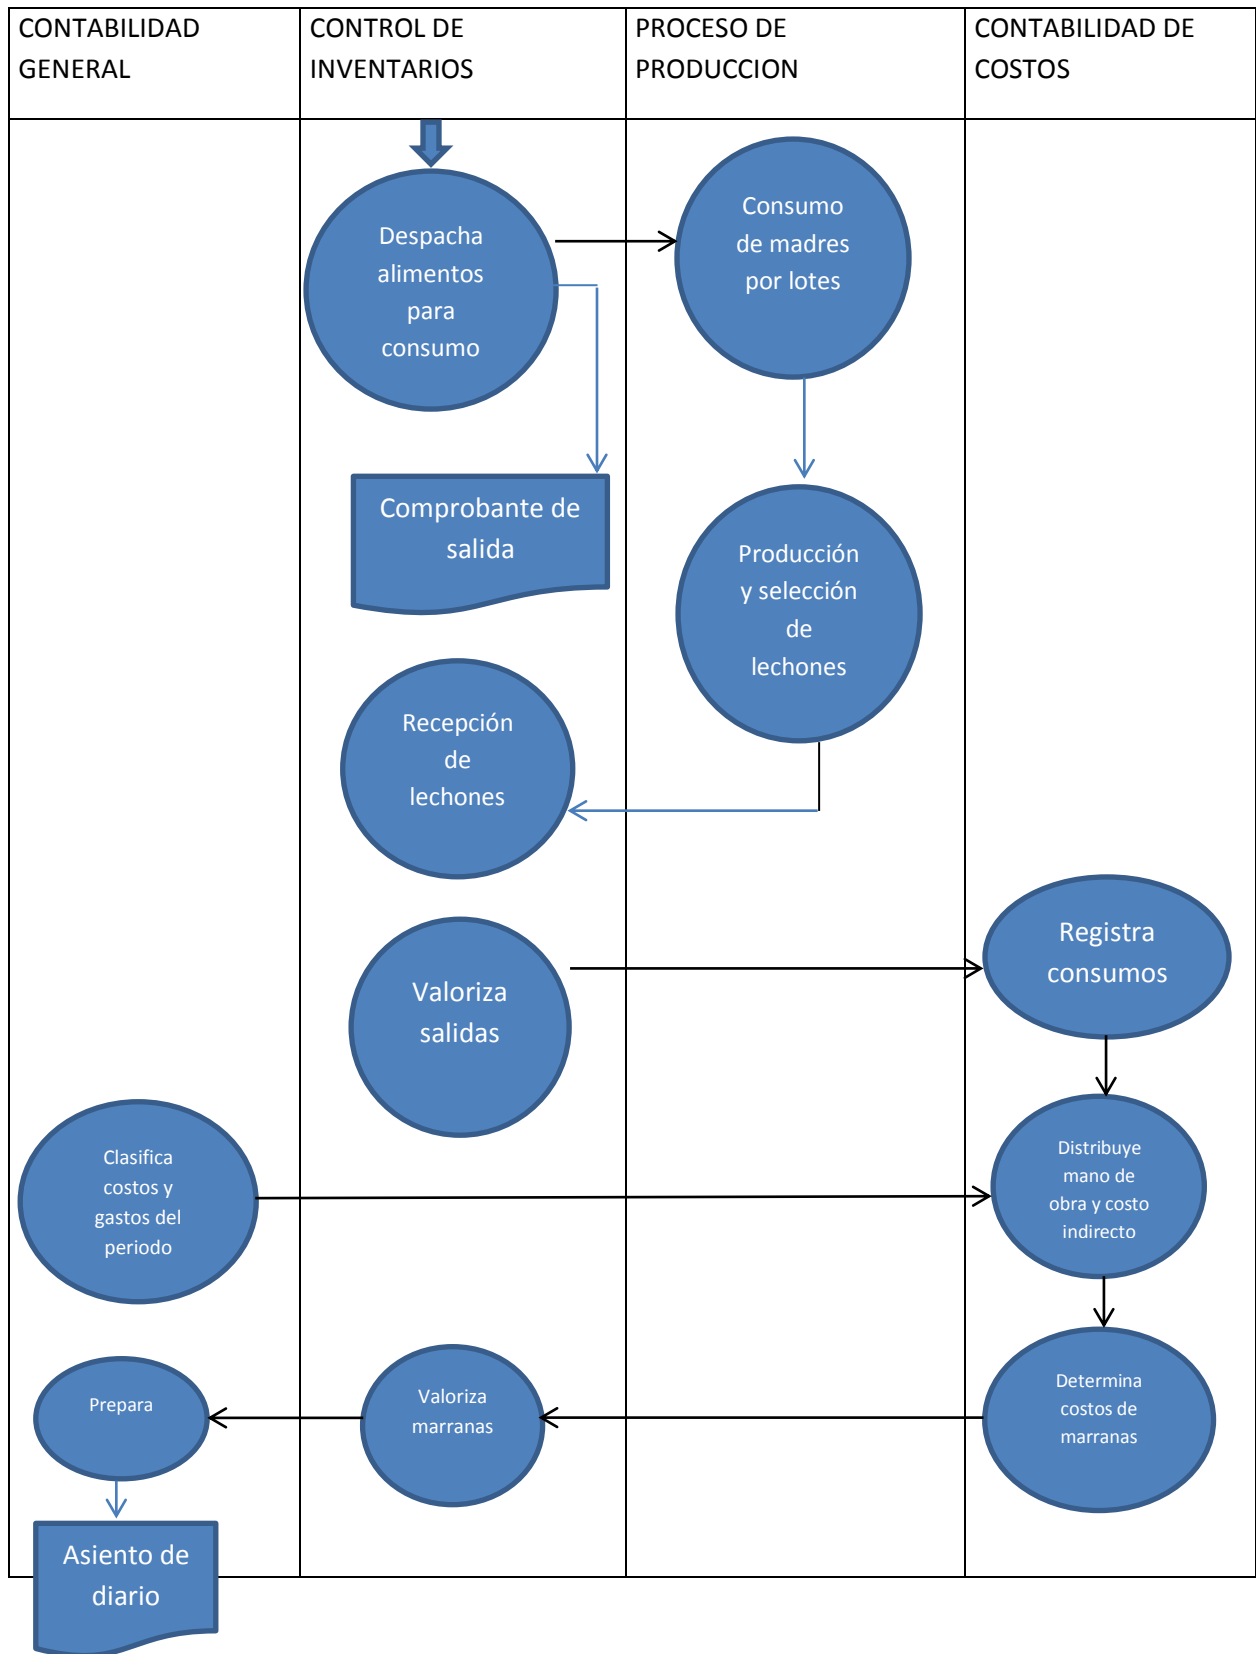 CONTABILIDAD
GENERAL
CONTROL DE
INVENTARIOS
PROCESO DE
PRODUCCION
CONTABILIDAD DE
COSTOS
Despacha
alimentos
para
consumo
Consumo
de madres
por lotes
Comprobante de
salida
Producción
y selección
de
lechones
Recepción
de
lechones
Valoriza
salidas
Registra
consumos
Clasifica
costos y
gastos del
periodo
Distribuye
mano de
obra y costo
indirecto
Prepara
Valoriza
marranas
Determina
costos de
marranas
Asiento de
diario